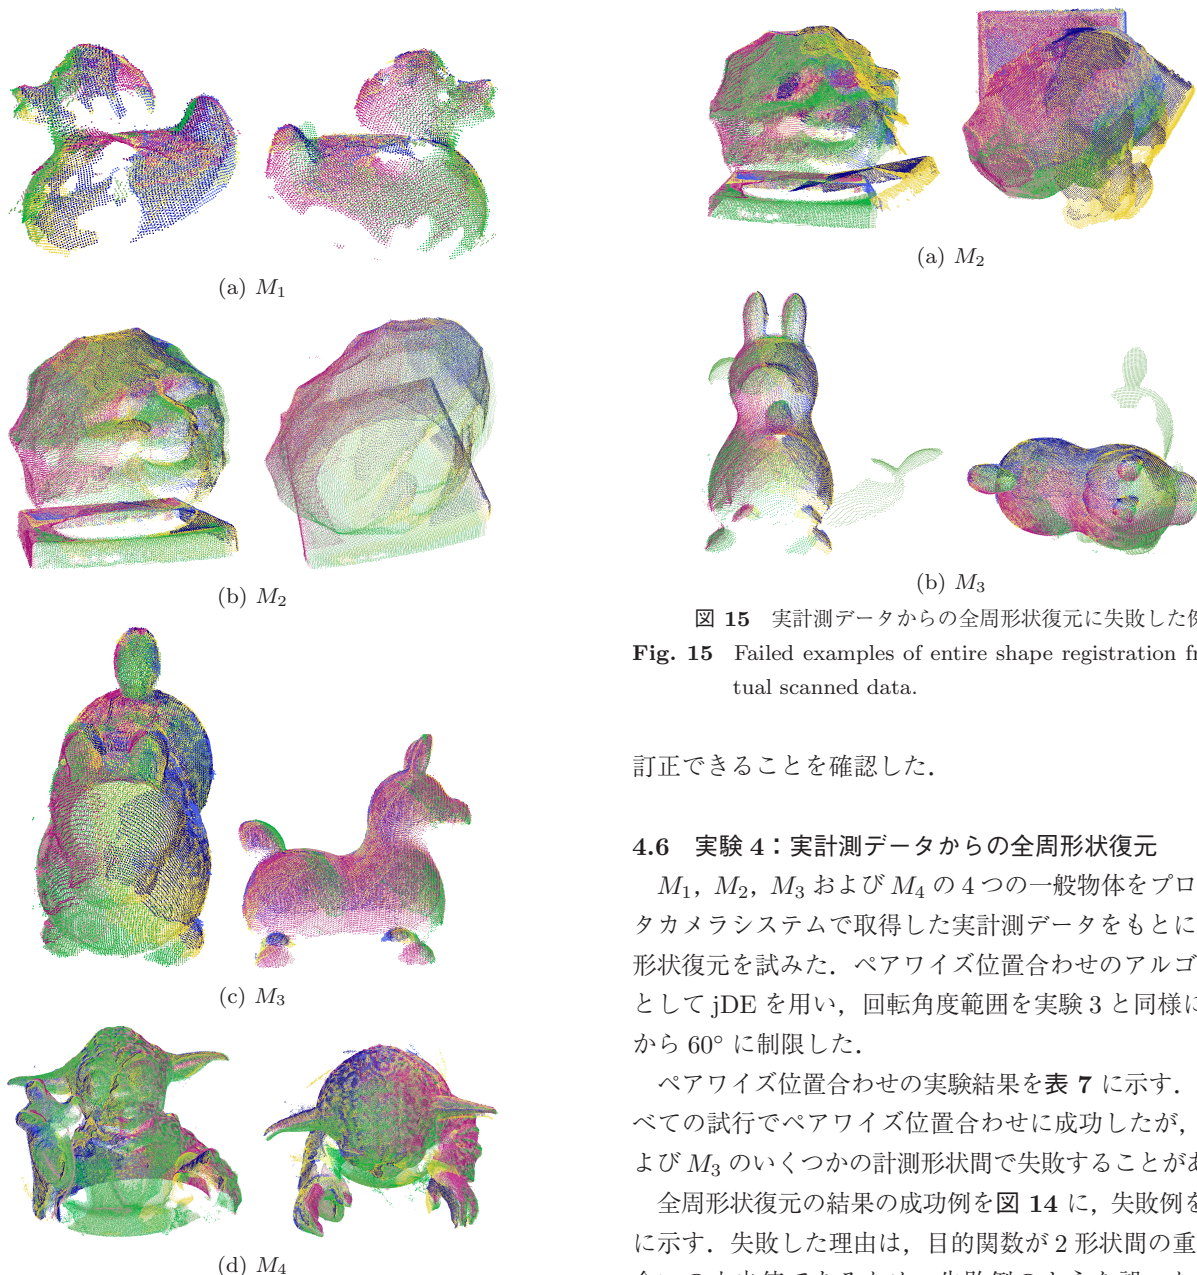 (a) M1
(b) M2
(c) M3
(d) M4
(a) M2
(b) M3
図 15 実計測データからの全周形状復元に失敗した
Fig. 15 Failed examples of entire shape registration
tual scanned data.
訂正できることを確認した．
4.6 実験 4：実計測データからの全周形状復元
M1，M2，M3 および M4 の 4 つの一般物体をプロ
タカメラシステムで取得した実計測データをもとに
形状復元を試みた．ペアワイズ位置合わせのアルゴ
として jDE を用い，回転角度範囲を実験 3 と同様に
から 60° に制限した．
ペアワイズ位置合わせの実験結果を表 7 に示す．
べての試行でペアワイズ位置合わせに成功したが，
よび M3 のいくつかの計測形状間で失敗することが
全周形状復元の結果の成功例を図 14 に，失敗例を
に示す．失敗した理由は，目的関数が 2 形状間の重